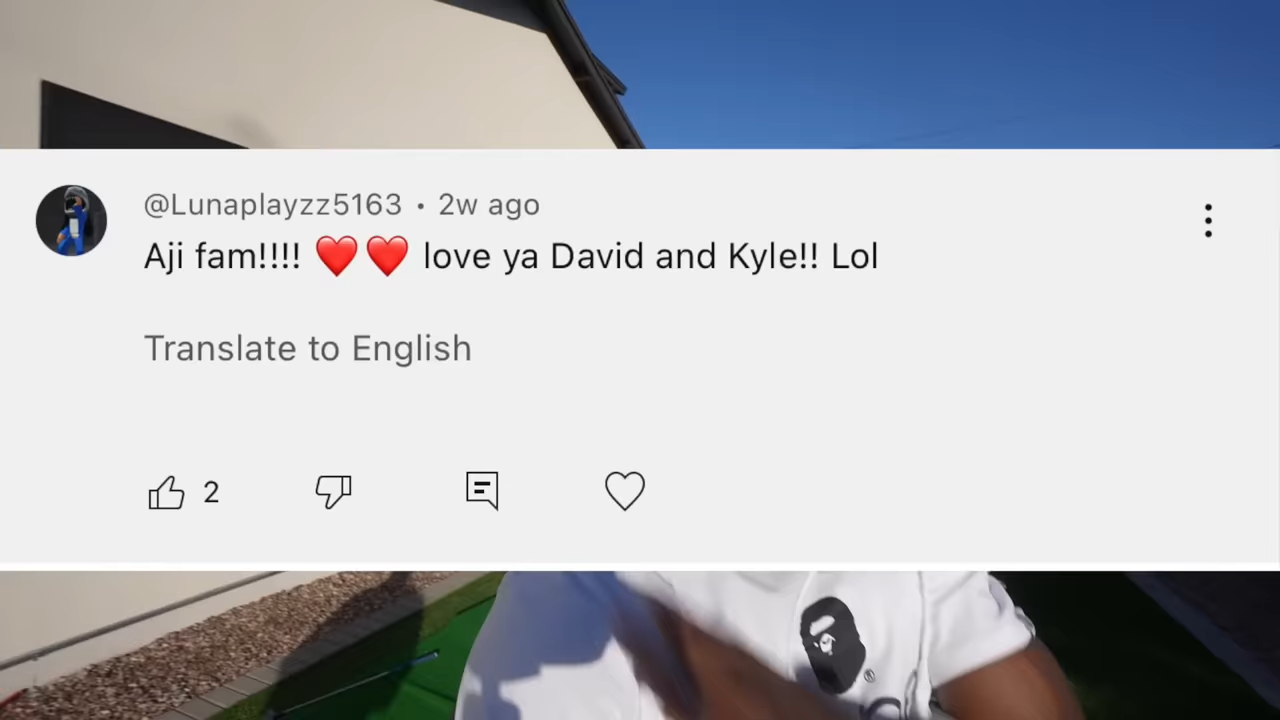 @Lunaplayzz5163 • 2w ago
Aji fam!!!! ❤️❤️ love ya David and Kyle!! Lol
Translate to English
2
®